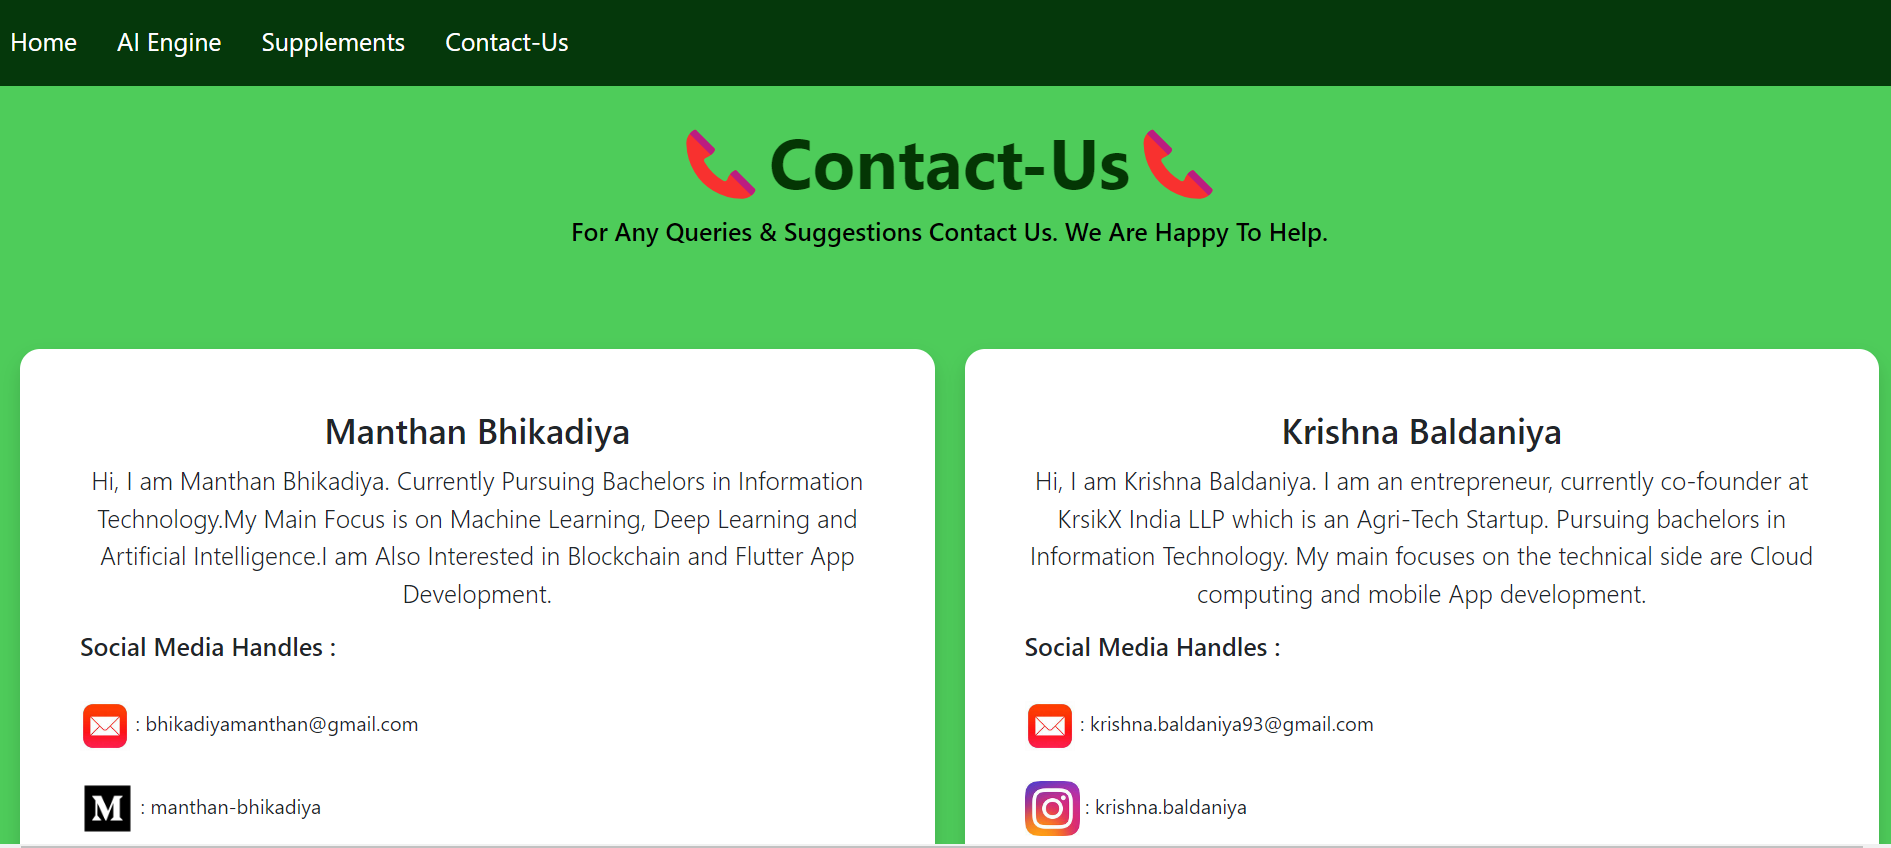 Home AI Engine Supplements Contact-Us
Contact-Us
For Any Queries & Suggestions Contact Us. We Are Happy To Help.
Manthan Bhikadiya
Hi, I am Manthan Bhikadiya. Currently Pursuing Bachelors in Information
Technology.My Main Focus is on Machine Learning, Deep Learning and
Artificial Intelligence.I am Also Interested in Blockchain and Flutter App
Development.
Social Media Handles :
: bhikadiyamanthan@gmail.com
M : manthan-bhikadiya
Krishna Baldaniya
Hi, I am Krishna Baldaniya. I am an entrepreneur, currently co-founder at
KrsikX India LLP which is an Agri-Tech Startup. Pursuing bachelors in
Information Technology. My main focuses on the technical side are Cloud
computing and mobile App development.
Social Media Handles :
: krishna.baldaniya93@gmail.com
: krishna.baldaniya